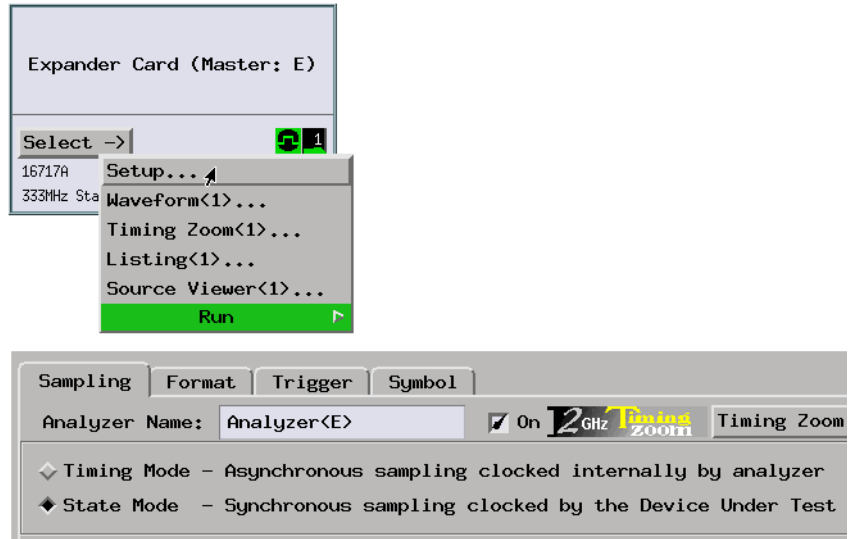 Expander Card (Master: E)
Select -> 1
16717A
333MHz Sta
Setup...
Waveform<1>...
Timing Zoom<1>...
Listing<1>...
Source Viewer<1>...
Run
Sampling Format Trigger Symbol
Analyzer Name: Analyzer<E> On 2GHz Timing zoom Timing Zoom
Timing Mode - Asynchronous sampling clocked internally by analyzer
State Mode - Synchronous sampling clocked by the Device Under Test